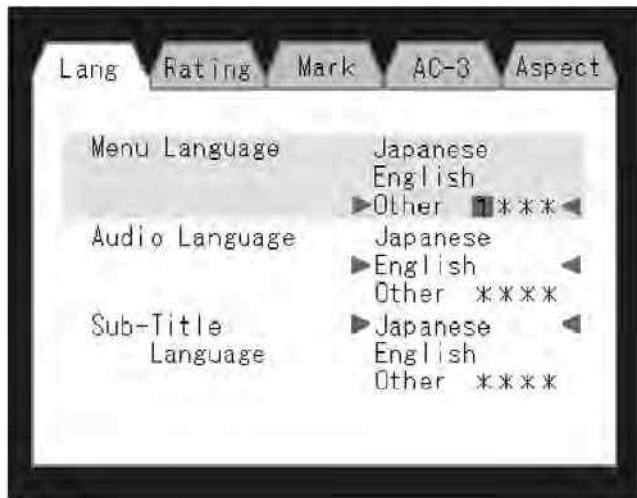 Lang Rating Mark AC-3 Aspect
Menu Language Japanese
English
Other 1***
Audio Language Japanese
English
Other ****
Sub-Title Japanese
Language English
Other ****